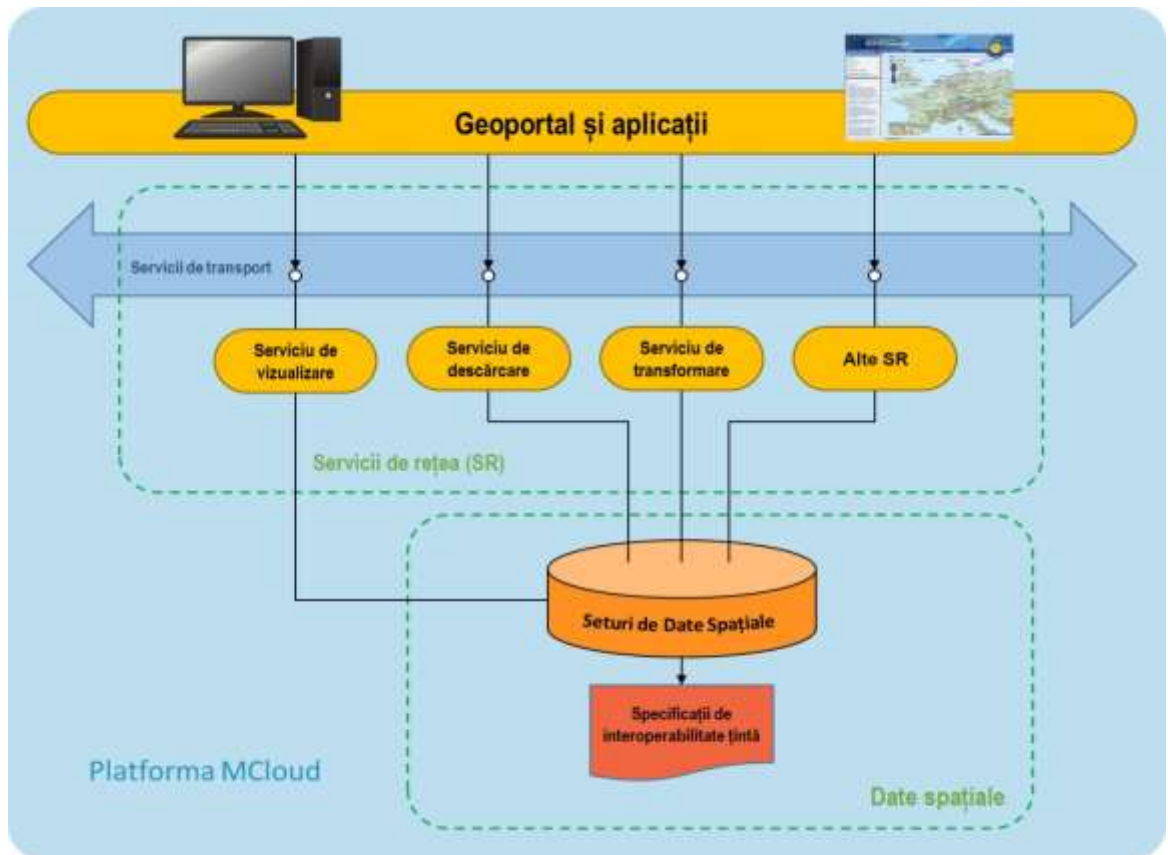 Geoportal și aplicații
Servicii de transport
Serviciu de
vizualizare
Serviciu de
descărcare
Serviciu de
transformare
Alte SR
Servicii de rețea (SR)
Seturi de Date Spațiale
Specificații de
interoperabilitate țintă
Platforma MCloud
Date spațiale